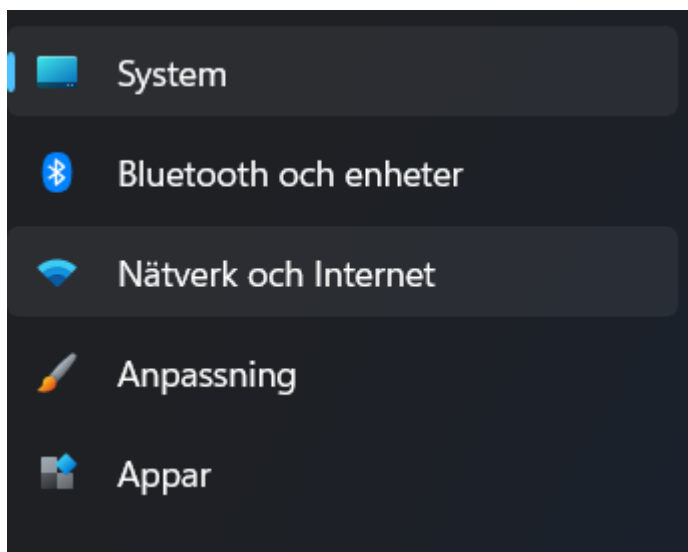 System
Bluetooth och enheter
Nätverk och Internet
Anpassning
Appar